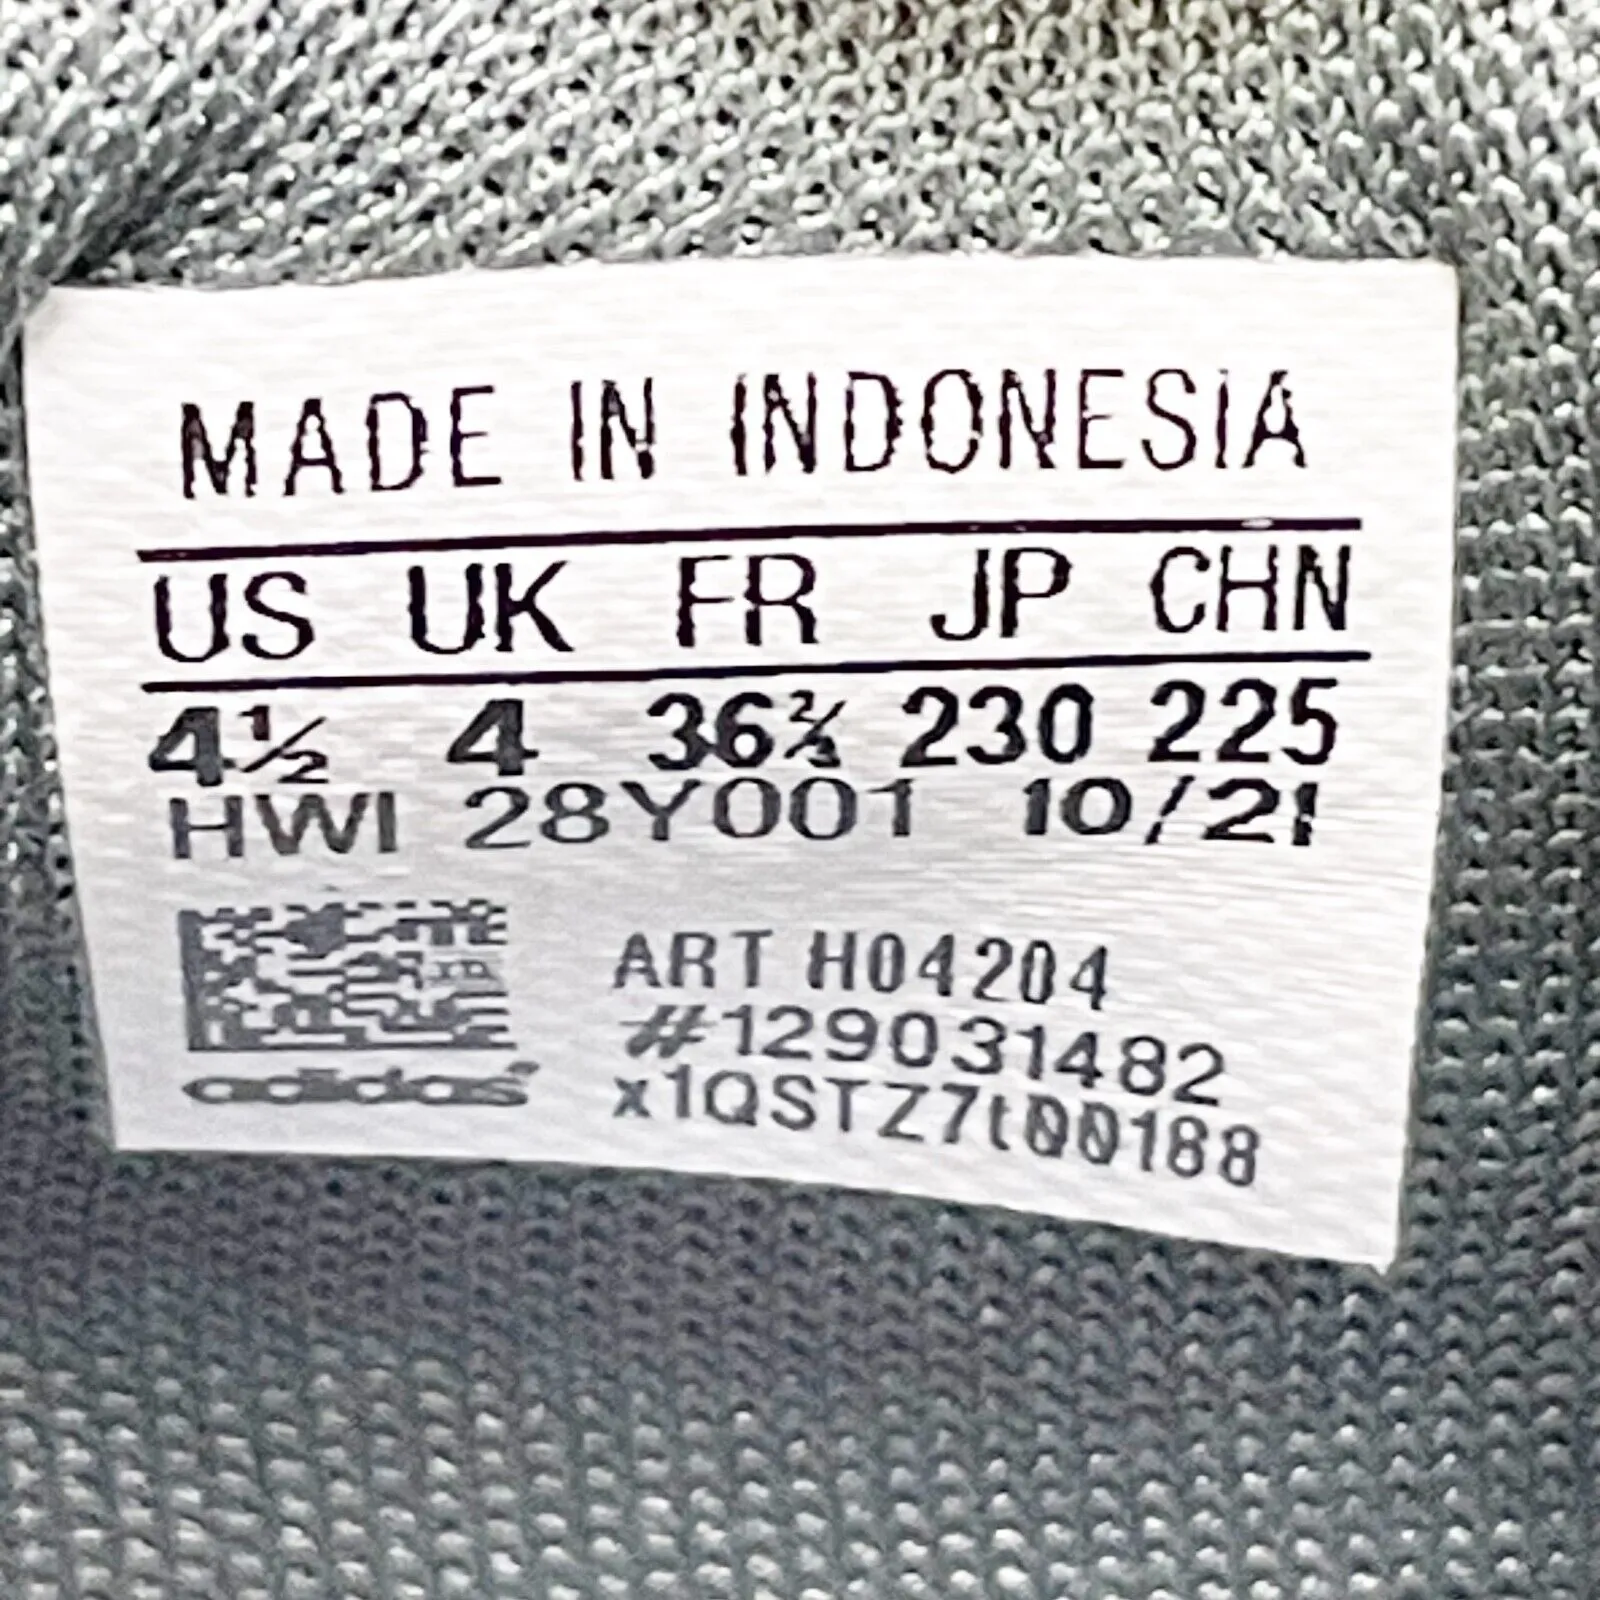 MADE IN INDONESIA
US UK FR JP CHN
4½ 4 36⅔ 230 225
HWI 28Y001 10/21
ART H04204
#129031482
x1QSTZ7t00188
adidas